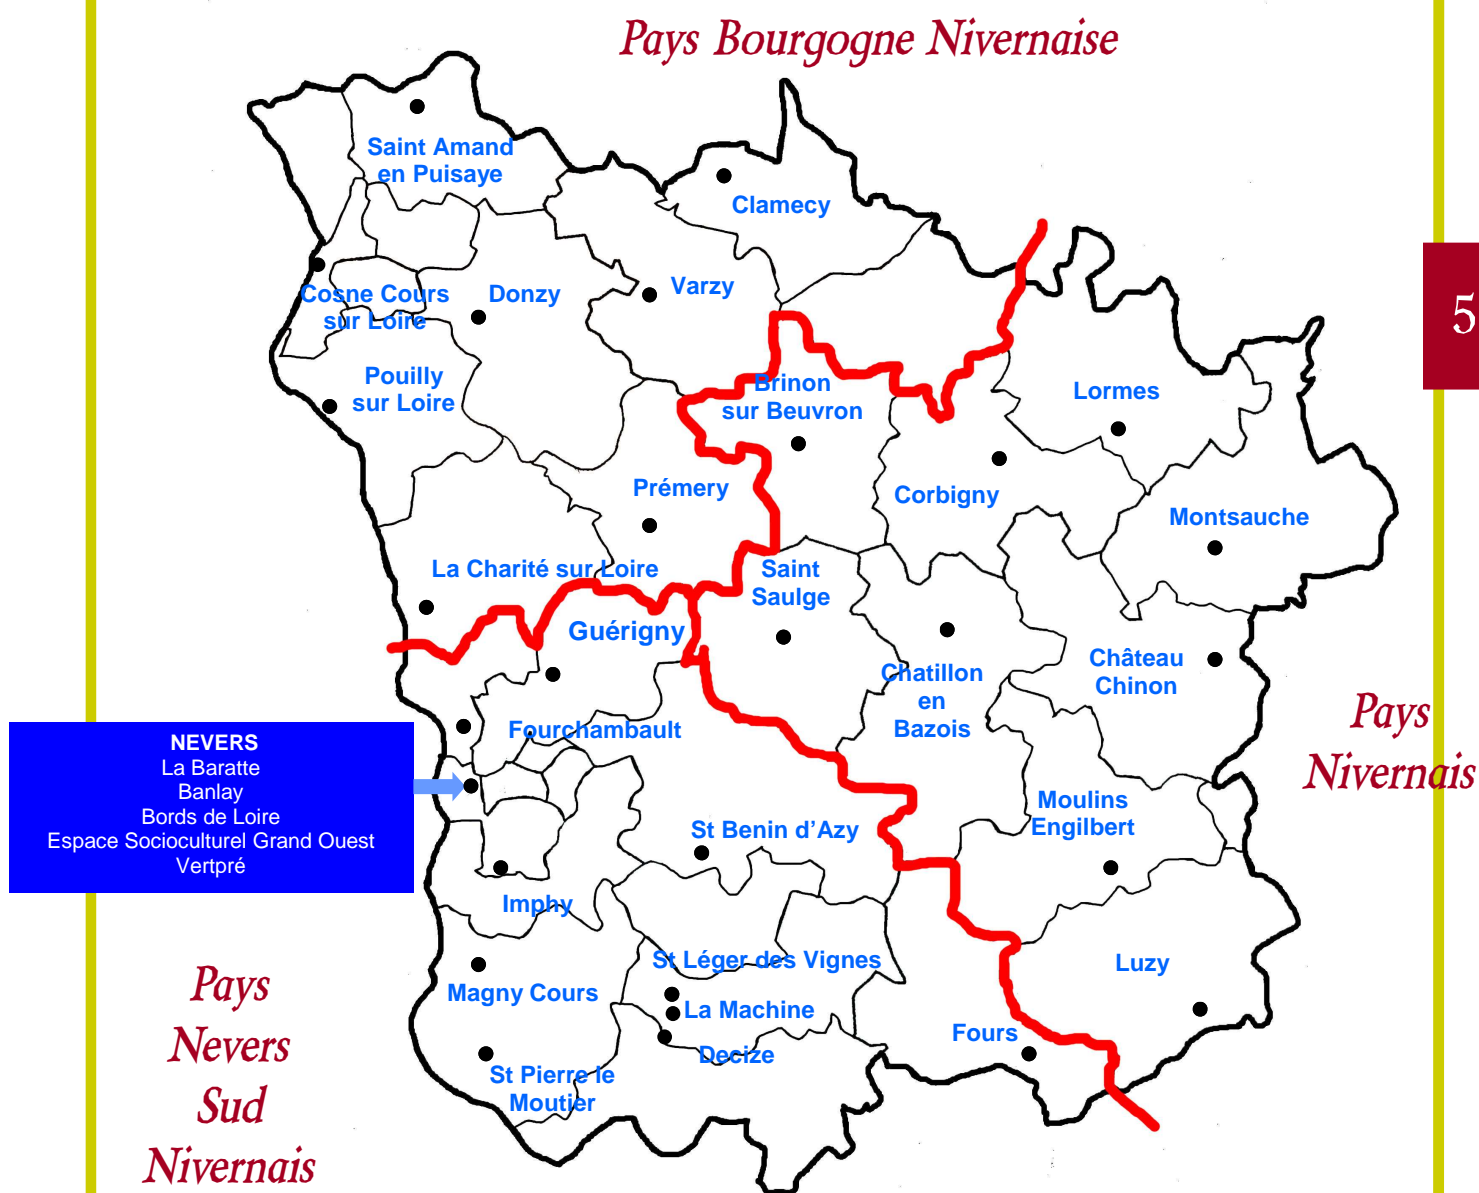 Pays Bourgogne Nivernaise
Saint Amand
en Puisaye
Clamecy
Varzy
Donzy
Cosne Cours
sur Loire
5
Pouilly
sur Loire
Brinon
sur Beuvron
Lormes
Prémery
Corbigny
Montsauche
La Charité sur Loire
Saint
Saulge
Guérigny
Château
Chinon
Chatillon
en
Bazois
Pays
Nivernais
Fourchambault
NEVERS
La Baratte
Banlay
Bords de Loire
Espace Socioculturel Grand Ouest
Vertpré
Moulins
Engilbert
St Benin d'Azy
Imphy
St Léger des Vignes
Luzy
Magny Cours
La Machine
Fours
Decize
St Pierre le
Moutier
Pays
Nevers
Sud
Nivernais